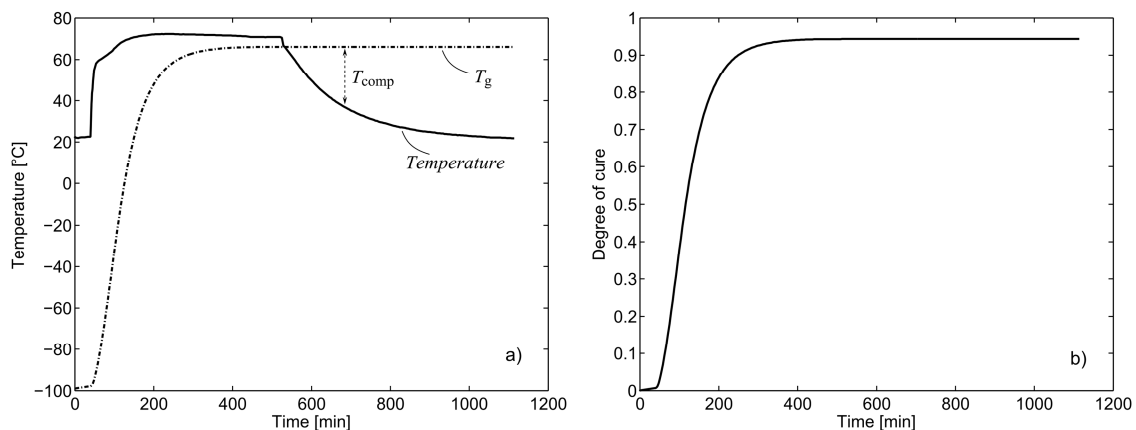 80
60
40
20
0
−20
−40
−60
−80
−100
0 200 400 600 800 1000 1200
Temperature [°C]
Time [min]
Tcomp
Tg
Temperature
a)
1
0.9
0.8
0.7
0.6
0.5
0.4
0.3
0.2
0.1
0
0 200 400 600 800 1000 1200
Degree of cure
Time [min]
b)